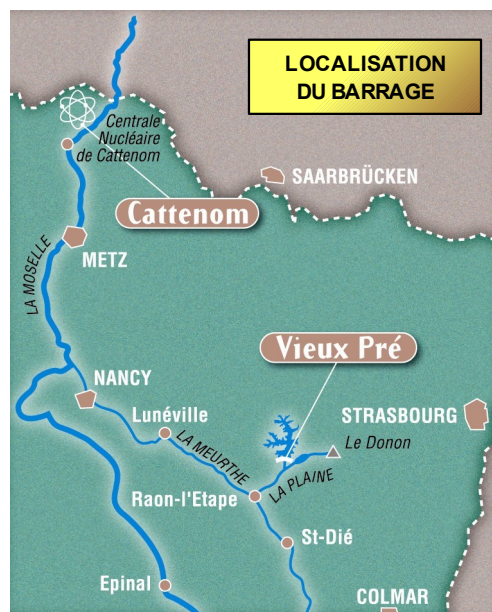 LOCALISATION
DU BARRAGE
Centrale
Nucléaire
de Cattenom
SAARBRÜCKEN
Cattenom
LA MOSELLE
METZ
Vieux Pré
NANCY
Lunéville
STRASBOURG
LA MEURTHE
Le Donon
LA PLAINE
Raon-l'Etape
St-Dié
Epinal
COLMAR